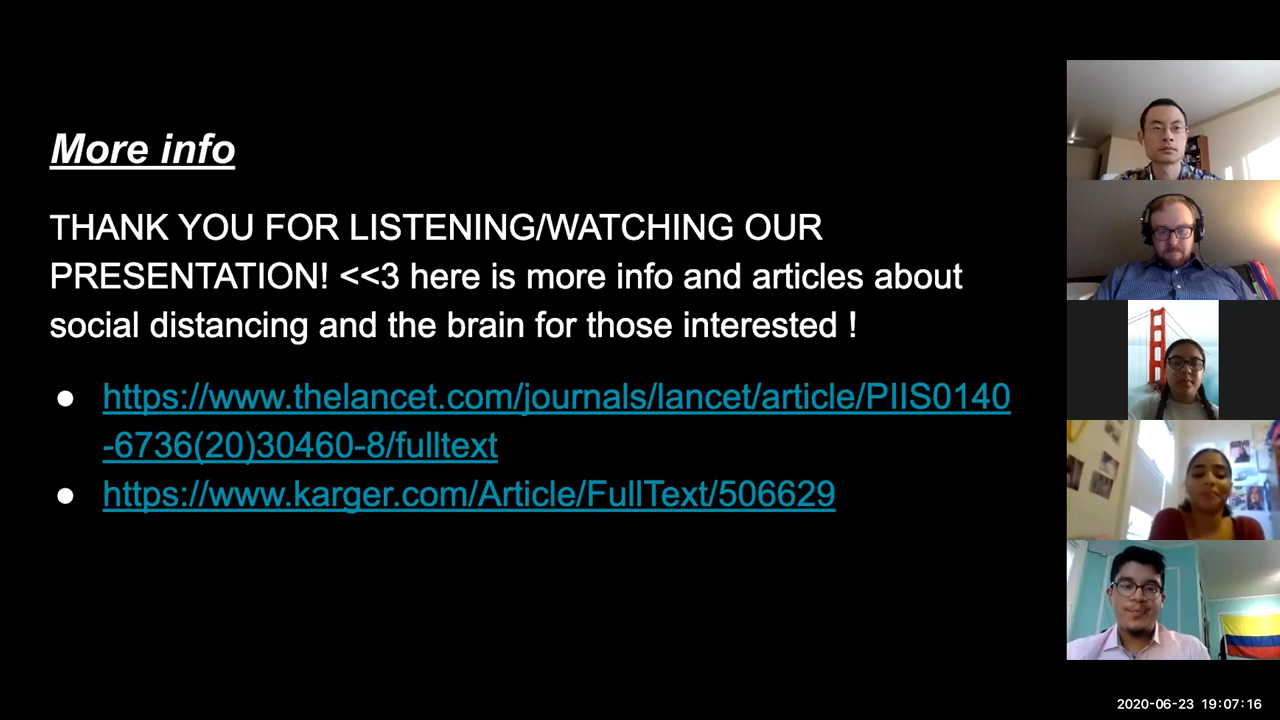 More info
THANK YOU FOR LISTENING/WATCHING OUR
PRESENTATION! <<3 here is more info and articles about
social distancing and the brain for those interested !
● https://www.thelancet.com/journals/lancet/article/PIIS0140
-6736(20)30460-8/fulltext
● https://www.karger.com/Article/FullText/506629
2020-06-23 19:07:16